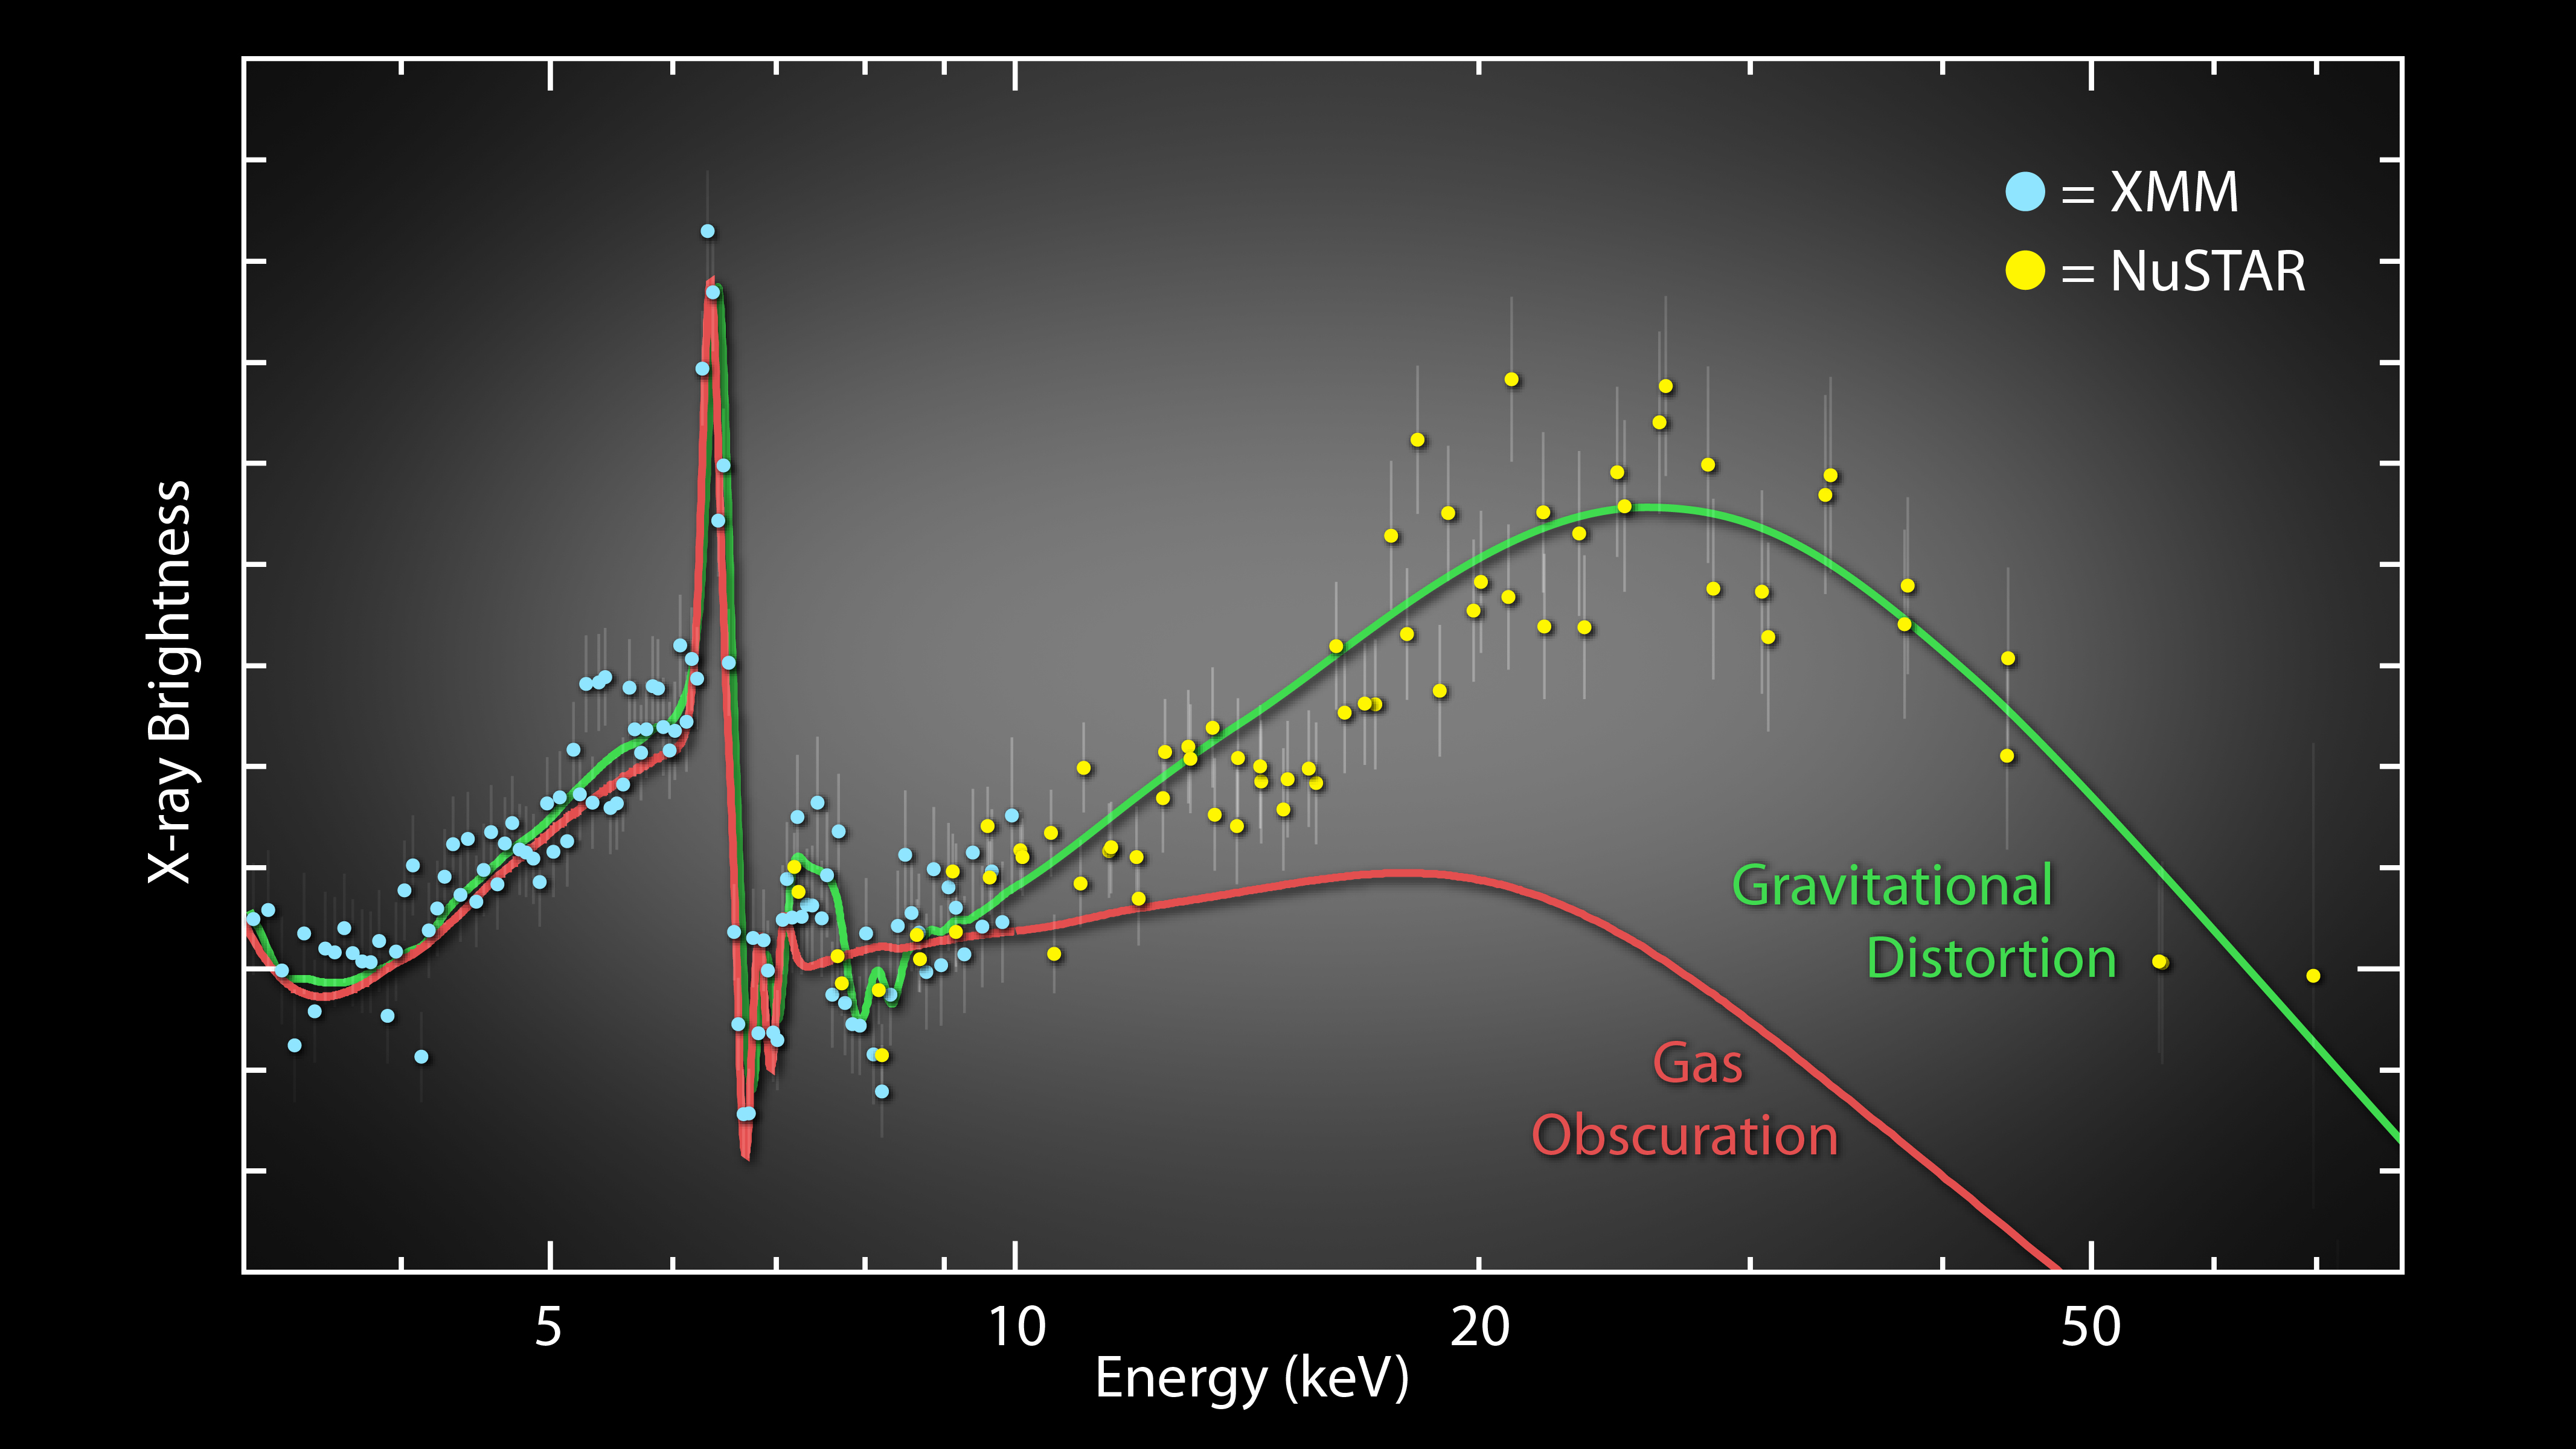 = XMM
= NuSTAR
X-ray Brightness
Gravitational
Distortion
Gas
Obscuration
5
10
20
50
Energy (keV)